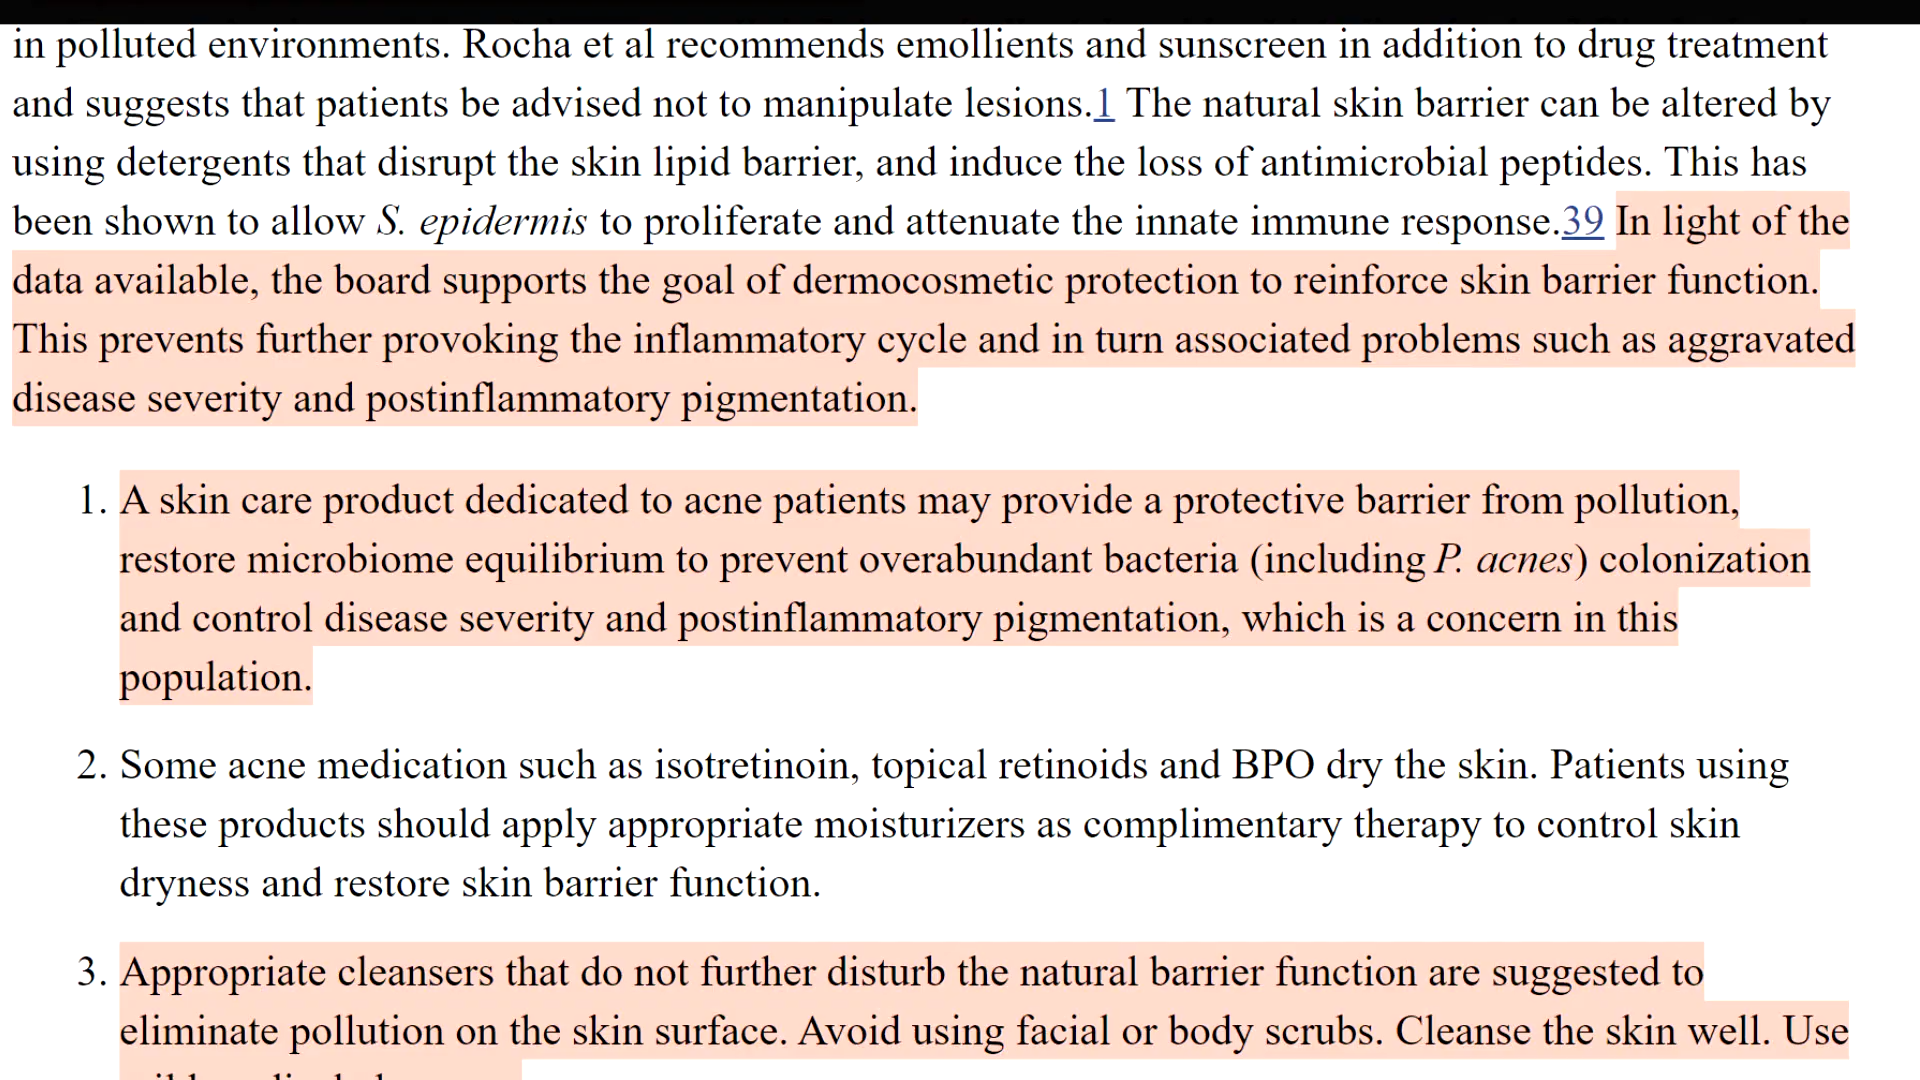 in polluted environments. Rocha et al recommends emollients and sunscreen in addition to drug treatment
and suggests that patients be advised not to manipulate lesions.1 The natural skin barrier can be altered by
using detergents that disrupt the skin lipid barrier, and induce the loss of antimicrobial peptides. This has
been shown to allow S. epidermis to proliferate and attenuate the innate immune response.39 In light of the
data available, the board supports the goal of dermocosmetic protection to reinforce skin barrier function.
This prevents further provoking the inflammatory cycle and in turn associated problems such as aggravated
disease severity and postinflammatory pigmentation.
1. A skin care product dedicated to acne patients may provide a protective barrier from pollution,
restore microbiome equilibrium to prevent overabundant bacteria (including P. acnes) colonization
and control disease severity and postinflammatory pigmentation, which is a concern in this
population.
2. Some acne medication such as isotretinoin, topical retinoids and BPO dry the skin. Patients using
these products should apply appropriate moisturizers as complimentary therapy to control skin
dryness and restore skin barrier function.
3. Appropriate cleansers that do not further disturb the natural barrier function are suggested to
eliminate pollution on the skin surface. Avoid using facial or body scrubs. Cleanse the skin well. Use